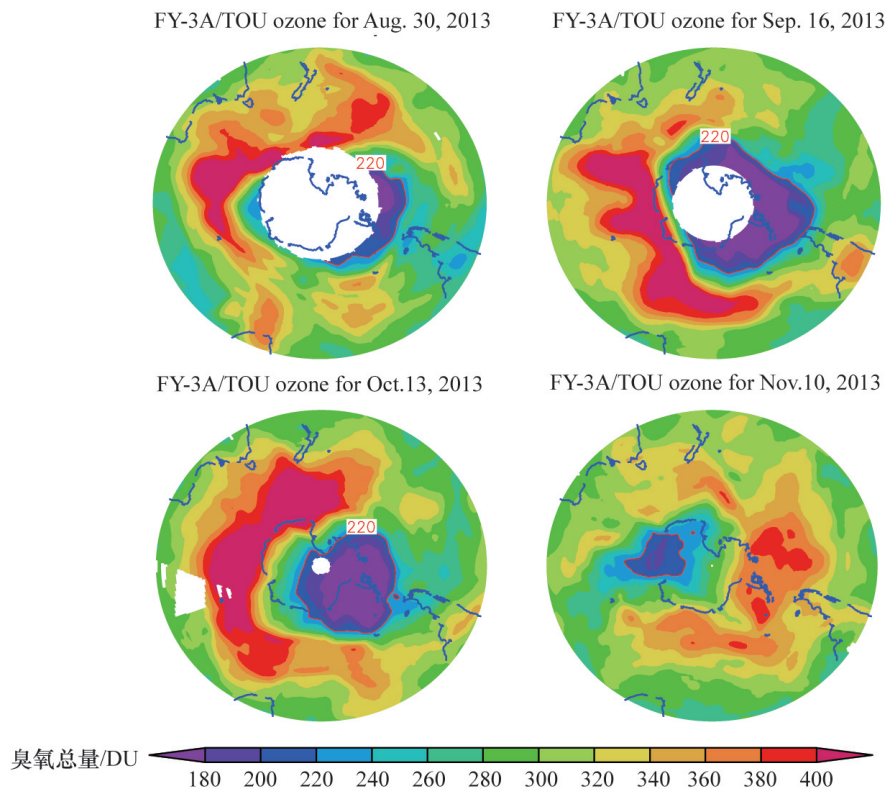 FY-3A/TOU ozone for Aug. 30, 2013
FY-3A/TOU ozone for Sep. 16, 2013
220
220
FY-3A/TOU ozone for Oct.13, 2013
FY-3A/TOU ozone for Nov.10, 2013
220
臭氧总量/DU
180 200 220 240 260 280 300 320 340 360 380 400